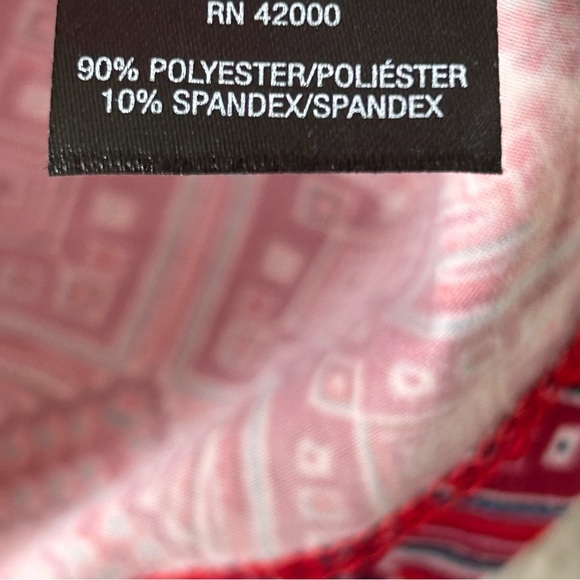 RN 42000
90% POLYESTER/POLIÉSTER
10% SPANDEX/SPANDEX